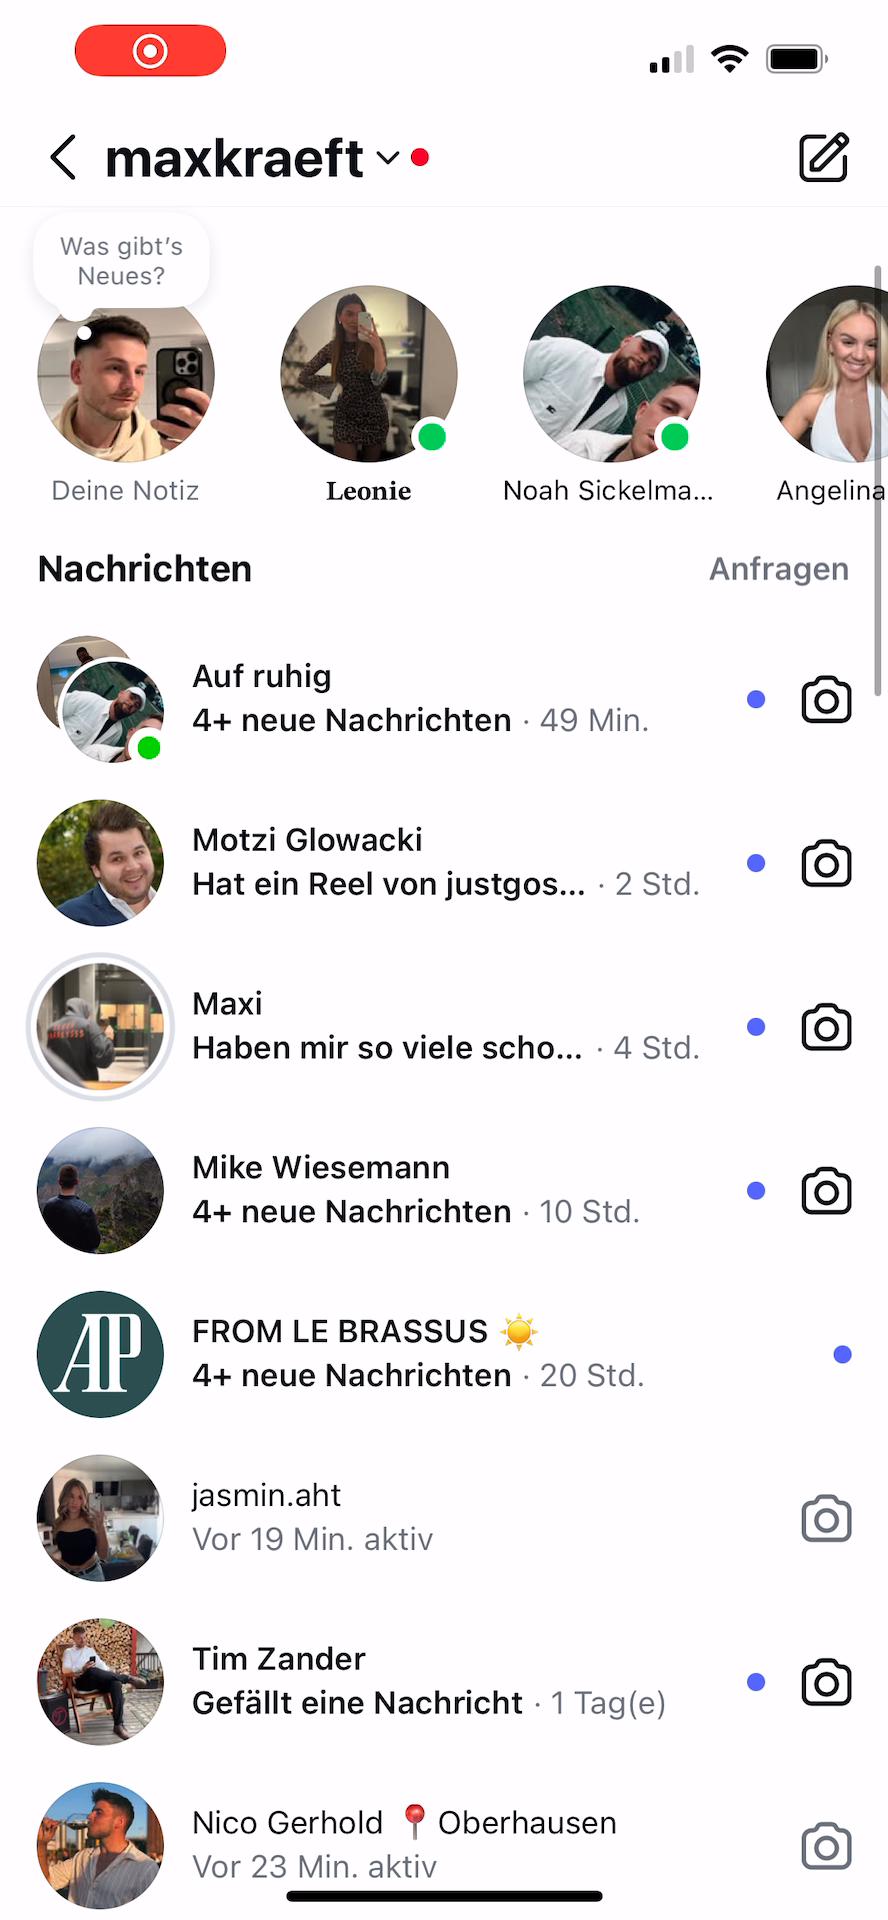 maxkraeft
Was gibt's
Neues?
Deine Notiz
Leonie
Noah Sickelma...
Angelina
Nachrichten
Anfragen
Auf ruhig
4+ neue Nachrichten · 49 Min.
Motzi Glowacki
Hat ein Reel von justgos... · 2 Std.
Maxi
Haben mir so viele scho... · 4 Std.
Mike Wiesemann
4+ neue Nachrichten · 10 Std.
AP
FROM LE BRASSUS ☀️
4+ neue Nachrichten · 20 Std.
jasmin.aht
Vor 19 Min. aktiv
Tim Zander
Gefällt eine Nachricht · 1 Tag(e)
Nico Gerhold 📍 Oberhausen
Vor 23 Min. aktiv